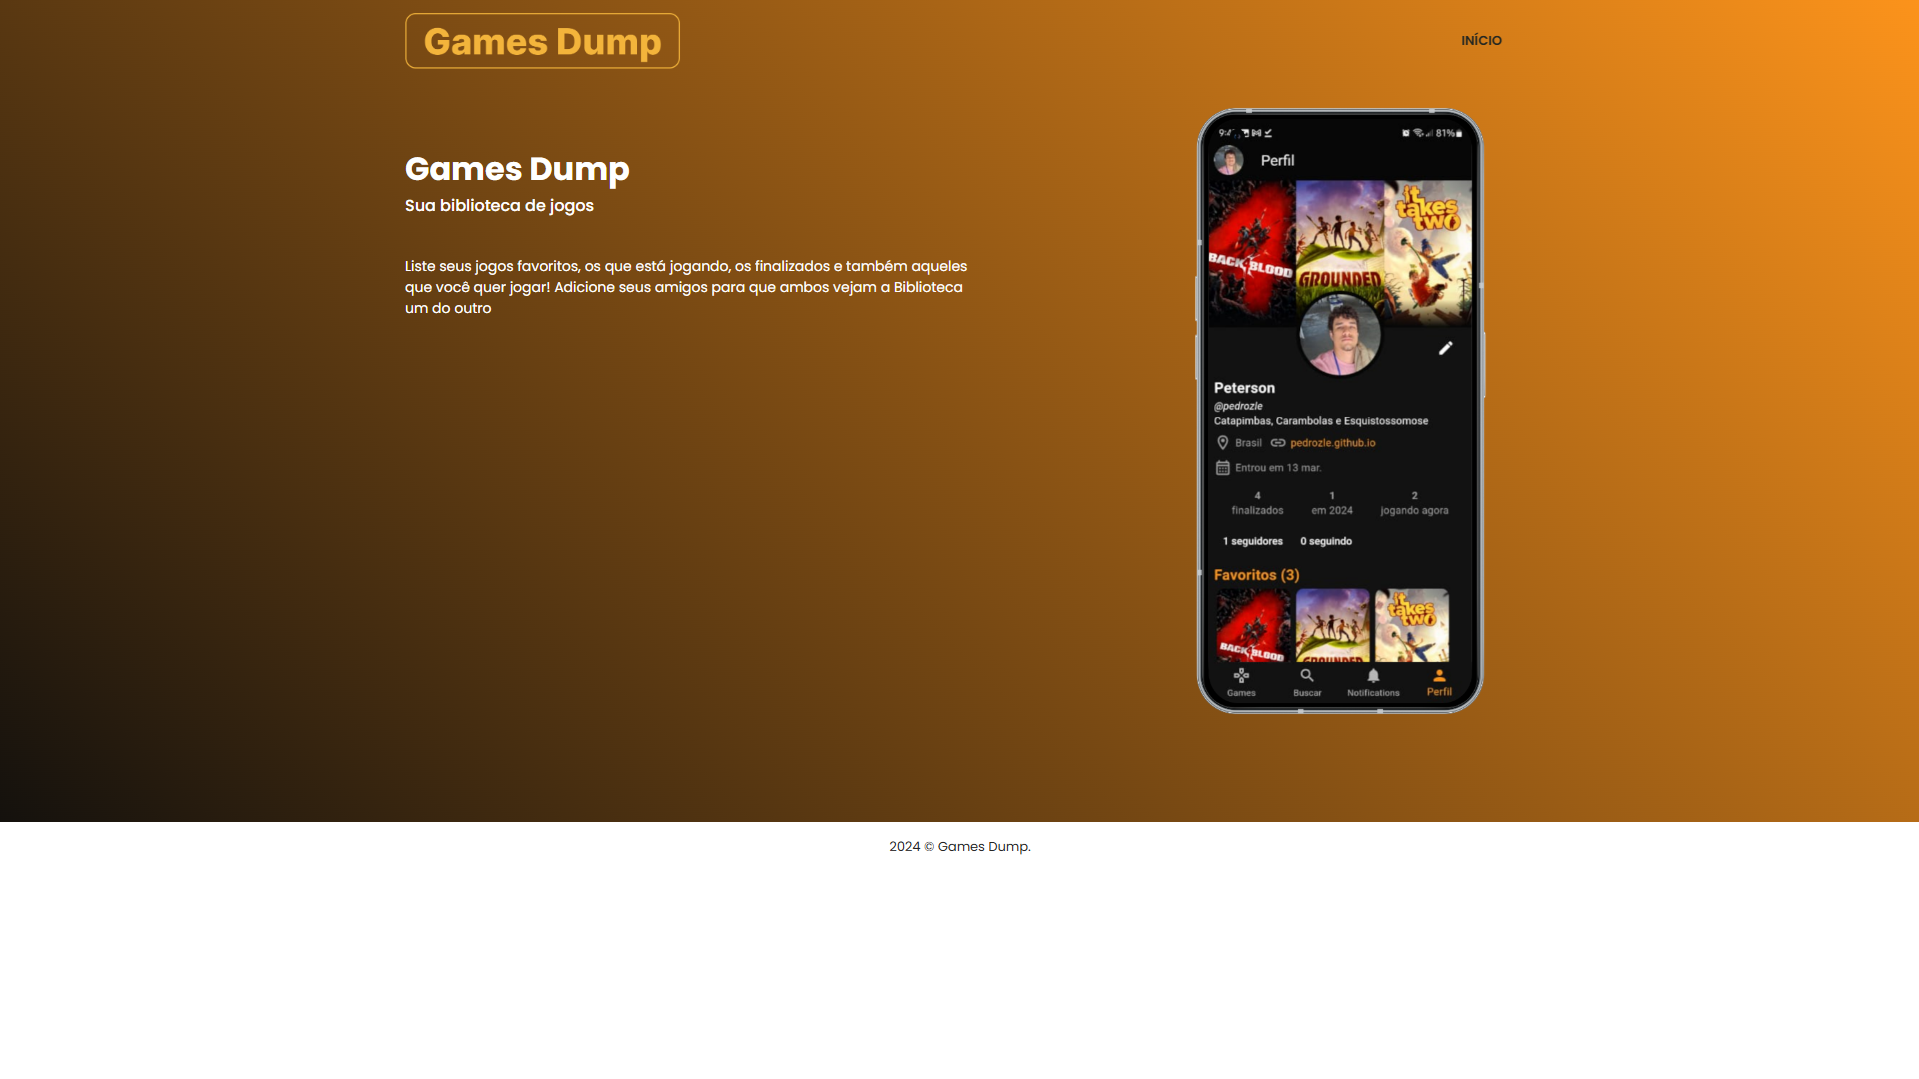 Games Dump
INÍCIO
Games Dump
Sua biblioteca de jogos
Liste seus jogos favoritos, os que está jogando, os finalizados e também aqueles
que você quer jogar! Adicione seus amigos para que ambos vejam a Biblioteca
um do outro
81%
Perfil
BACK BLOOD
GROUNDED
it takes two
Peterson
@pedrozle
Catapimbas, Carambolas e Esquistossomose
Brasil pedrozle.github.io
Entrou em 13 mar.
4 1 2
finalizados em 2024 jogando agora
1 seguidores 0 seguindo
Favoritos (3)
BACK BLOOD
GROUNDED
it takes two
Games Buscar Notifications Perfil
2024 © Games Dump.